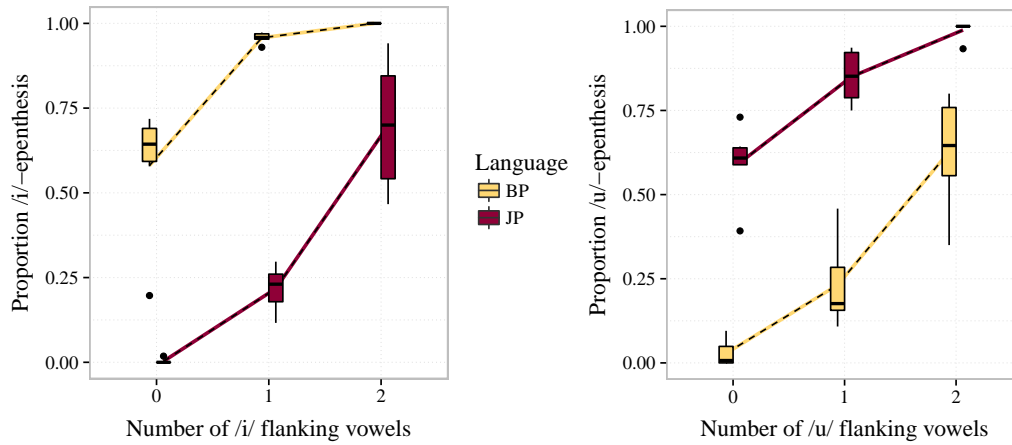 1.00
0.75
0.50
0.25
0.00
0
1
2
Proportion /i/−epenthesis
Number of /i/ flanking vowels
Language
BP
JP
1.00
0.75
0.50
0.25
0.00
0
1
2
Proportion /u/−epenthesis
Number of /u/ flanking vowels